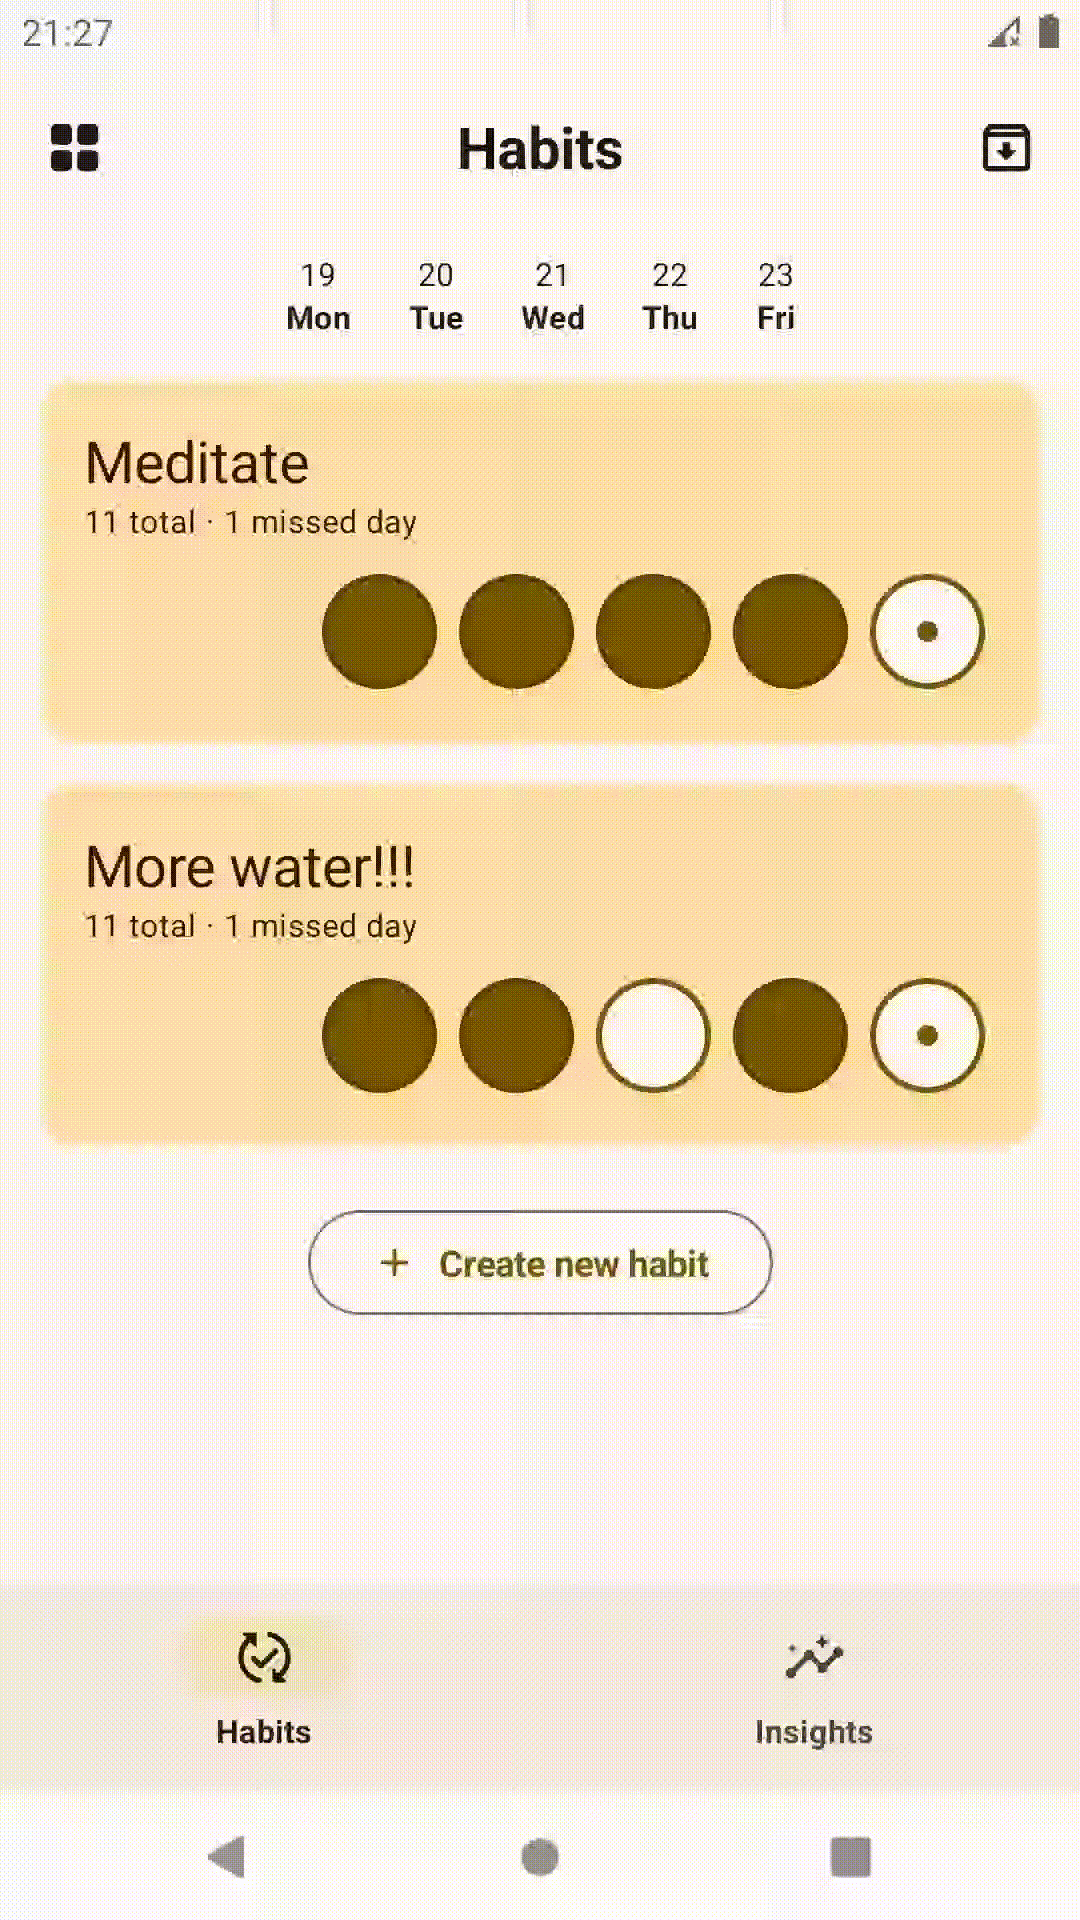 21:27
Habits
19 20 21 22 23
Mon Tue Wed Thu Fri
Meditate
11 total · 1 missed day
More water!!!
11 total · 1 missed day
+ Create new habit
Habits Insights